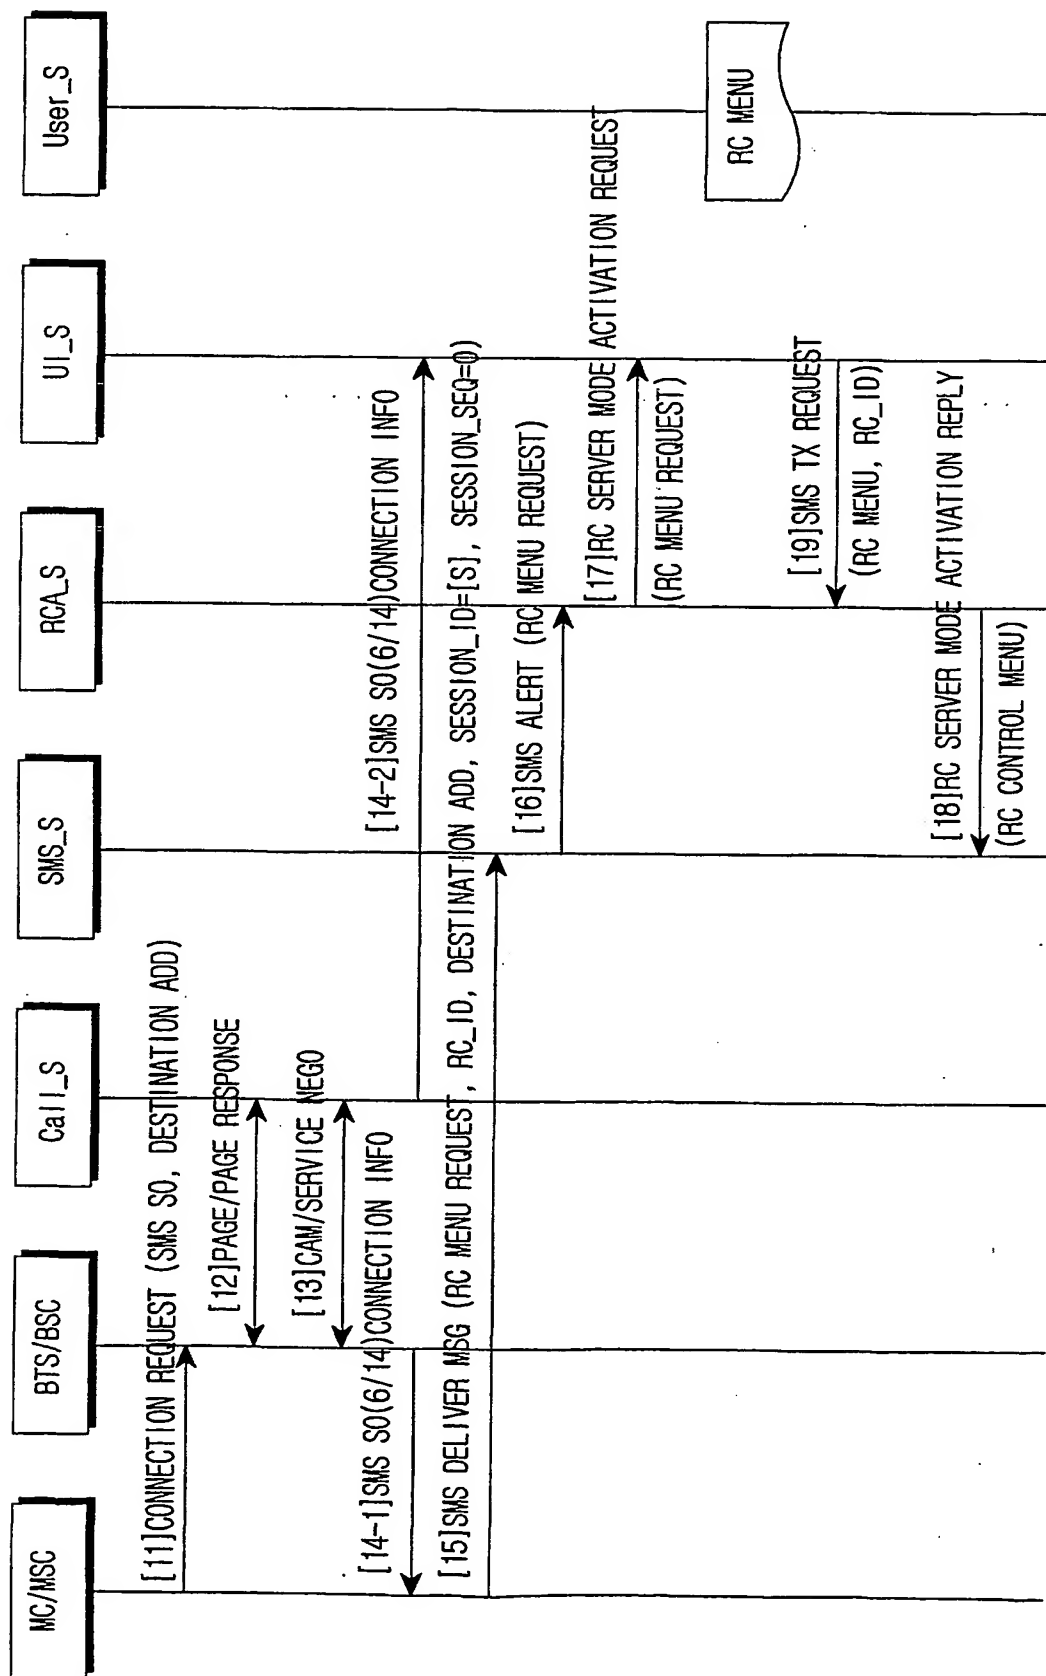 MC/MSC
BTS/BSC
Call_S
SMS_S
RCA_S
UI_S
User_S
[11]CONNECTION REQUEST (SMS SO, DESTINATION ADD)
[12]PAGE/PAGE RESPONSE
[13]CAM/SERVICE NEGO
[14-1]SMS SO(6/14)CONNECTION INFO
[14-2]SMS SO(6/14)CONNECTION INFO
[15]SMS DELIVER MSG (RC MENU REQUEST, RC_ID, DESTINATION ADD, SESSION_ID=[S], SESSION_SEQ=0)
[16]SMS ALERT (RC MENU REQUEST)
[17]RC SERVER MODE ACTIVATION REQUEST
(RC MENU REQUEST)
RC MENU
[19]SMS TX REQUEST
(RC MENU, RC_ID)
[18]RC SERVER MODE ACTIVATION REPLY
(RC CONTROL MENU)